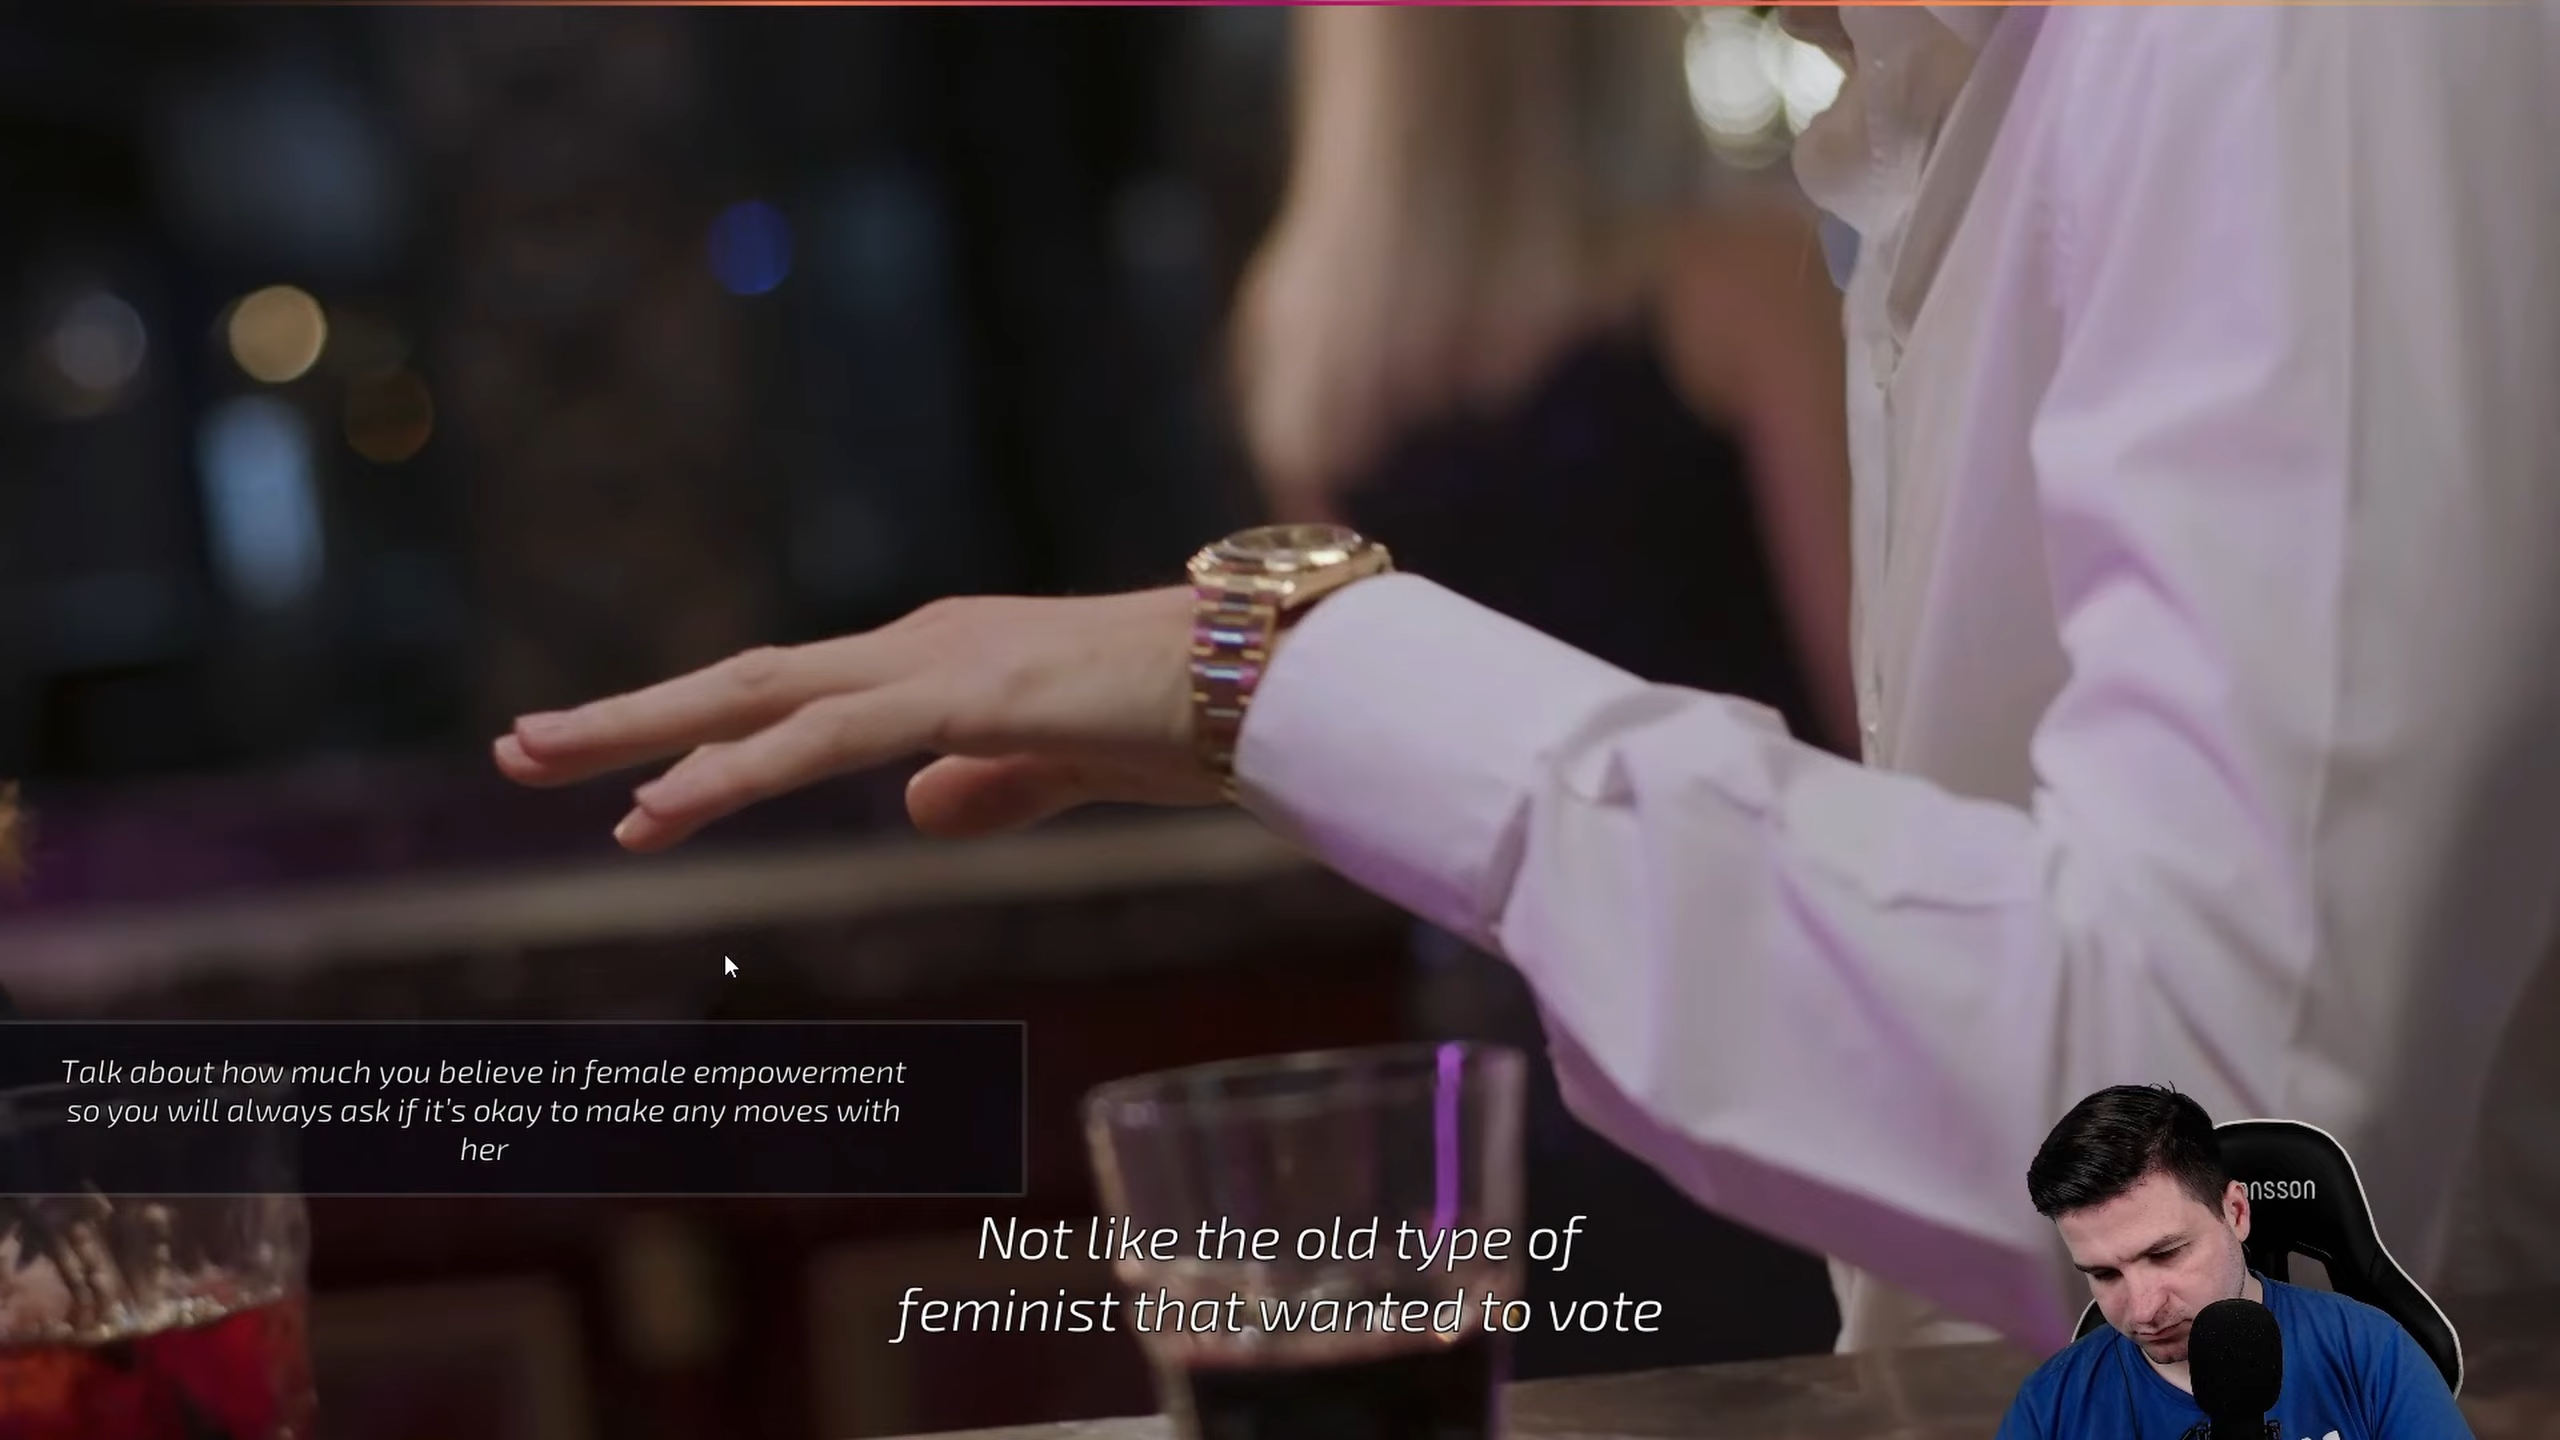 Talk about how much you believe in female empowerment
so you will always ask if it's okay to make any moves with
her
Not like the old type of
feminist that wanted to vote